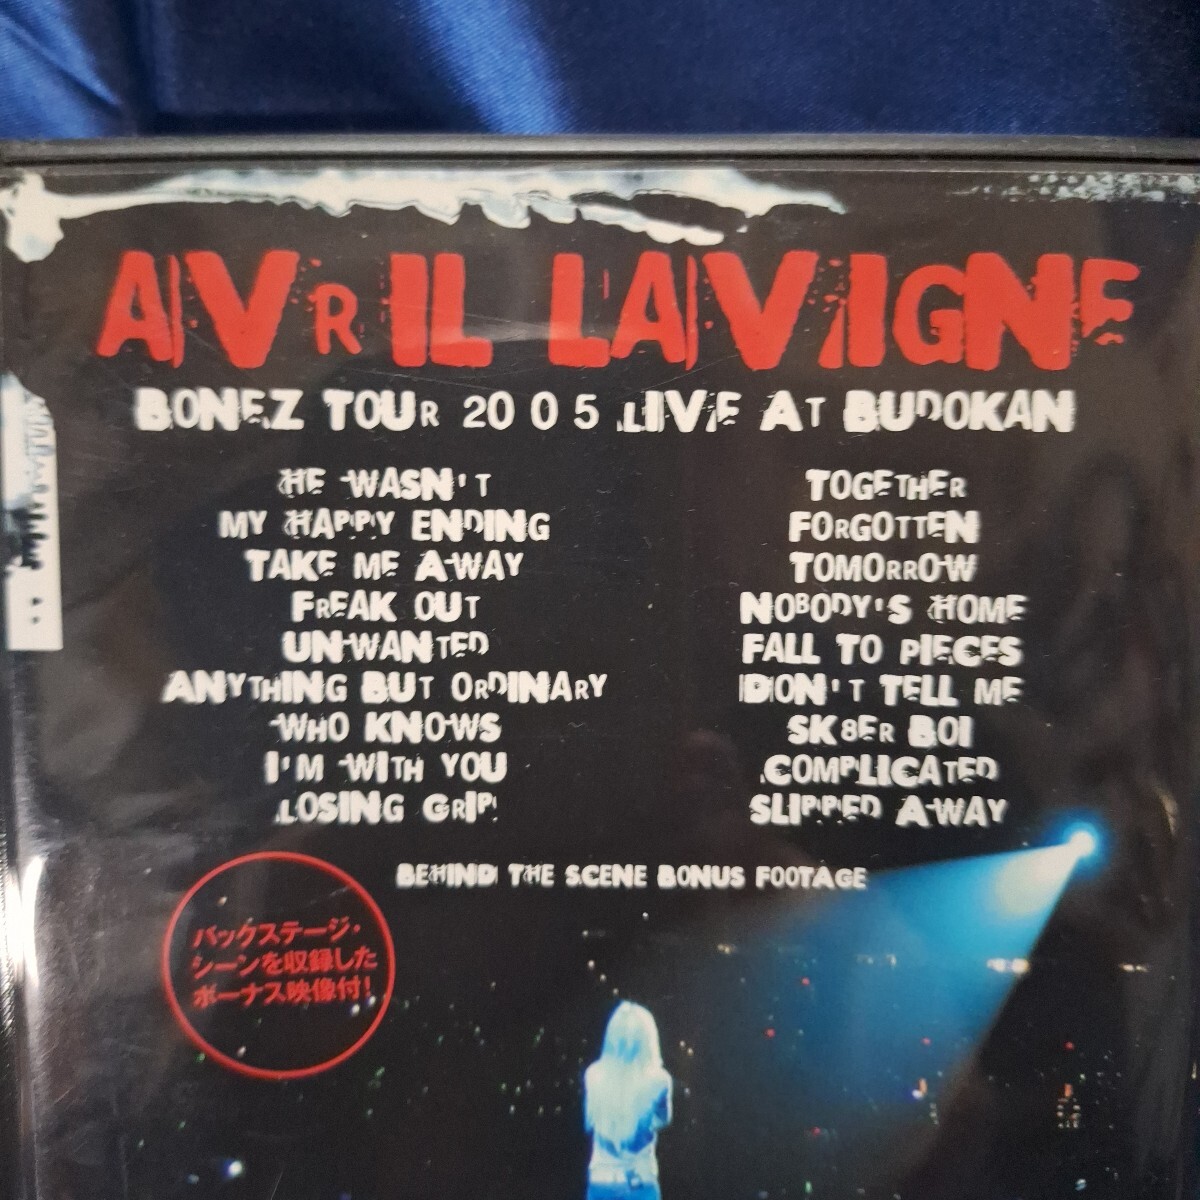 AVRIL LAVIGNE
BONEZ TOUR 2005 LIVE AT BUDOKAN
HE WASN'T
MY HAPPY ENDING
TAKE ME AWAY
FREAK OUT
UNWANTED
ANYTHING BUT ORDINARY
WHO KNOWS
I'M WITH YOU
LOSING GRIP
TOGETHER
FORGOTTEN
TOMORROW
NOBODY'S HOME
FALL TO PIECES
DON'T TELL ME
SK8ER BOI
COMPLICATED
SLIPPED AWAY
BEHIND THE SCENE BONUS FOOTAGE
バックステージ・
シーンを収録した
ボーナス映像付!